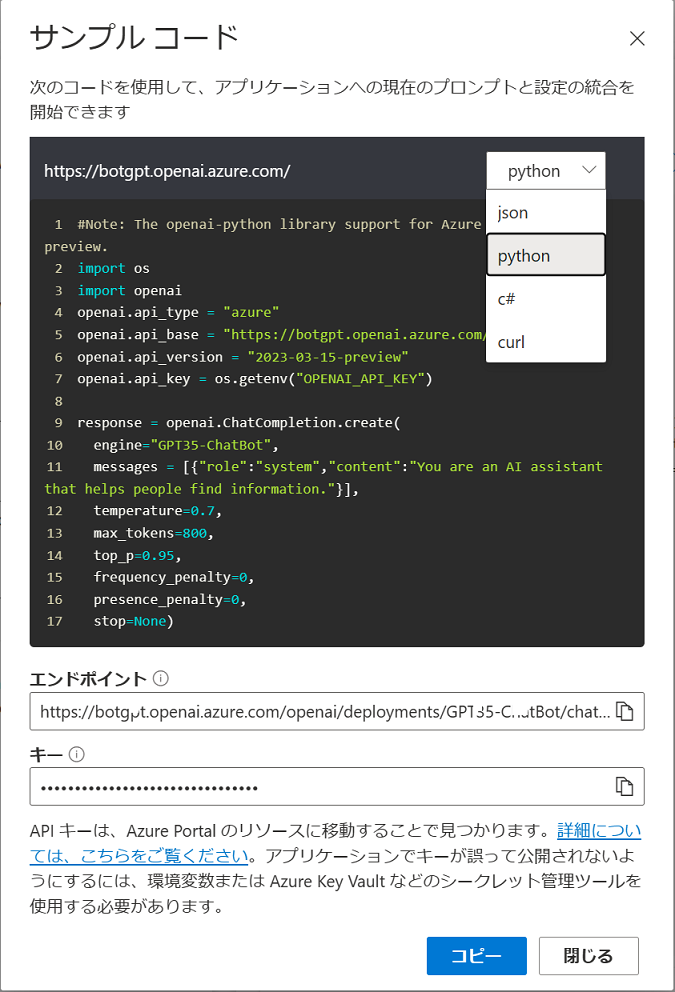 サンプル コード
次のコードを使用して、アプリケーションへの現在のプロンプトと設定の統合を
開始できます
https://botgpt.openai.azure.com/
python
json
python
c#
curl
1 #Note: The openai-python library support for Azure
preview.
2 import os
3 import openai
4 openai.api_type = "azure"
5 openai.api_base = "https://botgpt.openai.azure.com/
6 openai.api_version = "2023-03-15-preview"
7 openai.api_key = os.getenv("OPENAI_API_KEY")
8
9 response = openai.ChatCompletion.create(
10 engine="GPT35-ChatBot",
11 messages = [{"role":"system","content":"You are an AI assistant
that helps people find information."}],
12 temperature=0.7,
13 max_tokens=800,
14 top_p=0.95,
15 frequency_penalty=0,
16 presence_penalty=0,
17 stop=None)
エンドポイント
https://botgpt.openai.azure.com/openai/deployments/GPT35-ChatBot/chat...
キー
••••••••••••••••••••••••••••••••
API キーは、Azure Portal のリソースに移動することで見つかります。詳細につい
ては、こちらをご覧ください。アプリケーションでキーが誤って公開されないよ
うにするには、環境変数または Azure Key Vault などのシークレット管理ツールを
使用する必要があります。
コピー
閉じる